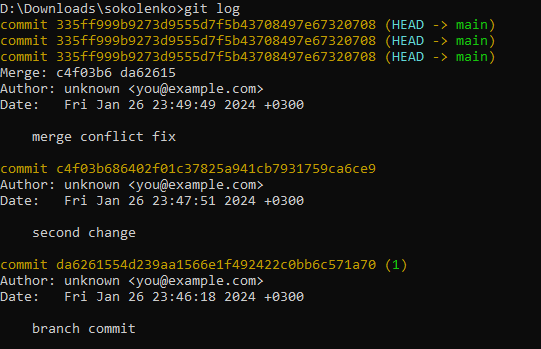 D:\Downloads\sokolenko>git log
commit 335ff999b9273d9555d7f5b43708497e67320708 (HEAD -> main)
commit 335ff999b9273d9555d7f5b43708497e67320708 (HEAD -> main)
commit 335ff999b9273d9555d7f5b43708497e67320708 (HEAD -> main)
Merge: c4f03b6 da62615
Author: unknown <you@example.com>
Date:   Fri Jan 26 23:49:49 2024 +0300
merge conflict fix
commit c4f03b686402f01c37825a941cb7931759ca6ce9
Author: unknown <you@example.com>
Date:   Fri Jan 26 23:47:51 2024 +0300
second change
commit da6261554d239aa1566e1f492422c0bb6c571a70 (1)
Author: unknown <you@example.com>
Date:   Fri Jan 26 23:46:18 2024 +0300
branch commit